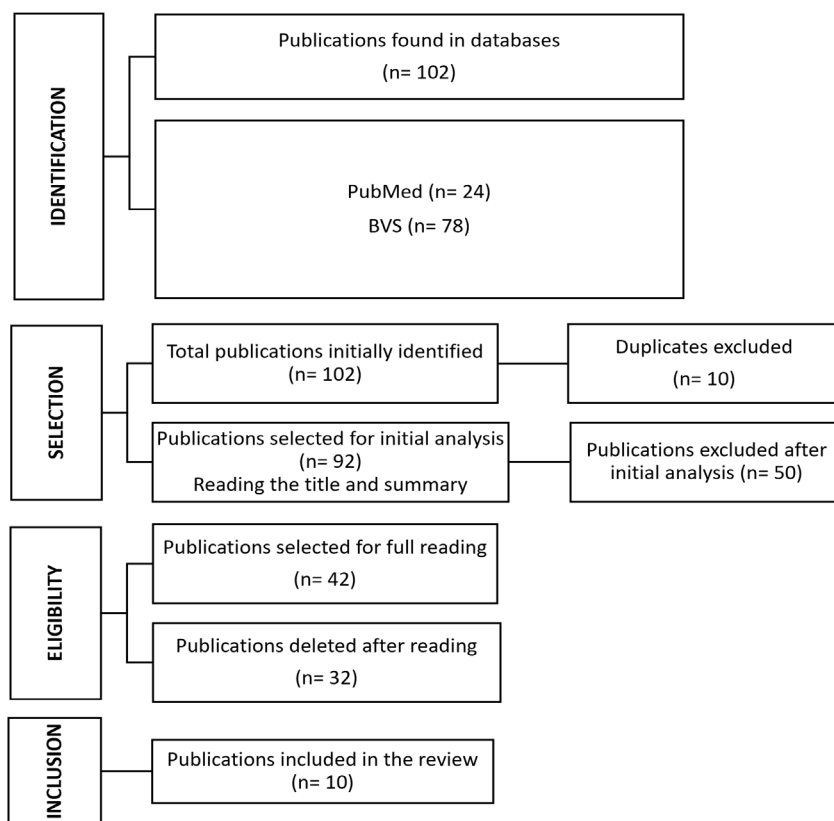 IDENTIFICATION
Publications found in databases
(n= 102)
PubMed (n= 24)
BVS (n= 78)
SELECTION
Total publications initially identified
(n= 102)
Duplicates excluded
(n= 10)
Publications selected for initial analysis
(n= 92)
Reading the title and summary
Publications excluded after
initial analysis (n= 50)
ELIGIBILITY
Publications selected for full reading
(n= 42)
Publications deleted after reading
(n= 32)
INCLUSION
Publications included in the review
(n= 10)